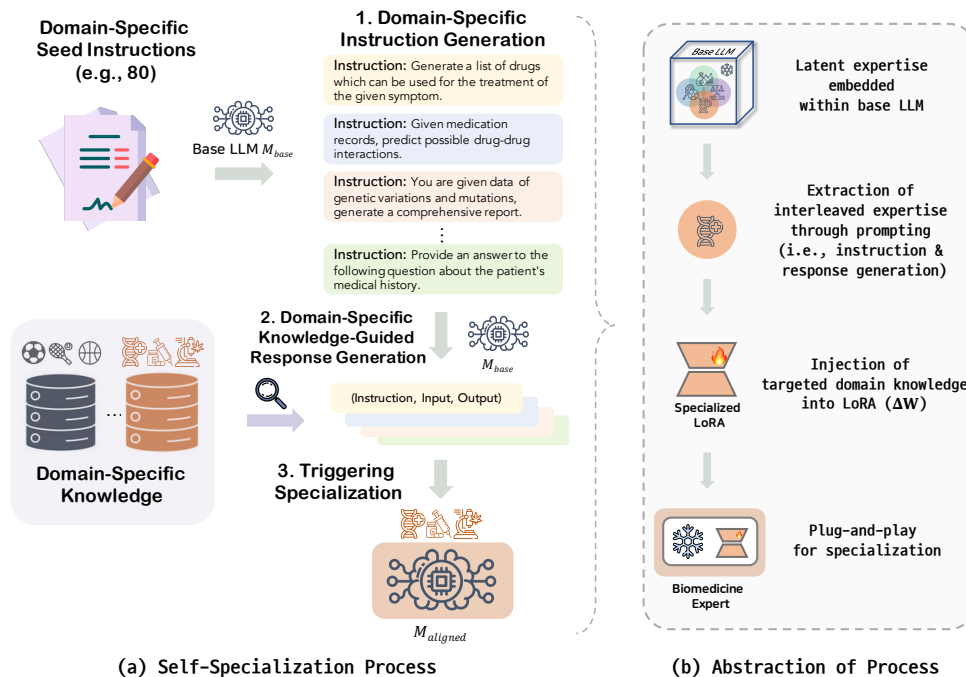 Domain-Specific
Seed Instructions
(e.g., 80)
Base LLM M_base
1. Domain-Specific
Instruction Generation
Instruction: Generate a list of drugs
which can be used for the treatment of
the given symptom.
Instruction: Given medication
records, predict possible drug-drug
interactions.
Instruction: You are given data of
genetic variations and mutations,
generate a comprehensive report.
⋮
Instruction: Provide an answer to the
following question about the patient's
medical history.
2. Domain-Specific
Knowledge-Guided
Response Generation
M_base
...
Domain-Specific
Knowledge
(Instruction, Input, Output)
3. Triggering
Specialization
M_aligned
(a) Self-Specialization Process
Base LLM
Latent expertise
embedded
within base LLM
Extraction of
interleaved expertise
through prompting
(i.e., instruction &
response generation)
Specialized
LoRA
Injection of
targeted domain knowledge
into LoRA (ΔW)
Biomedicine
Expert
Plug-and-play
for specialization
(b) Abstraction of Process